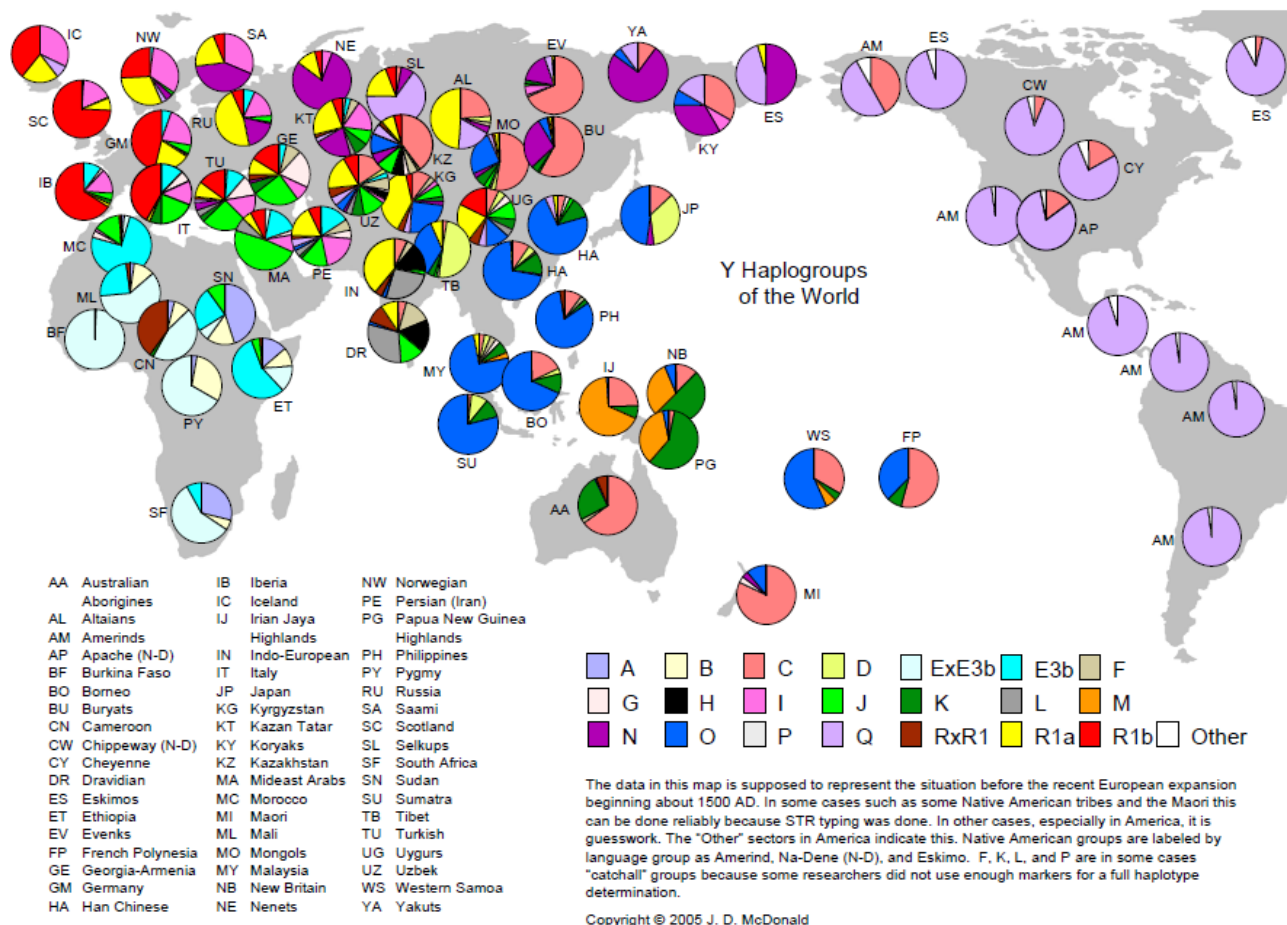 IC
NW
SA
NE
SL
EV
YA
AM
ES
CW
ES
SC
RU
KT
AL
MO
BU
KY
ES
GM
GE
KZ
CY
IB
TU
KG
UG
JP
AM
AP
IT
UZ
HA
MC
MA
PE
IN
TB
HA
Y Haplogroups
of the World
ML
SN
BF
CN
DR
PH
AM
PY
ET
MY
IJ
NB
AM
BO
AM
SU
PG
WS
FP
SF
AA
AM
MI
AA Australian IB Iberia NW Norwegian
Aborigines IC Iceland PE Persian (Iran)
AL Altaians IJ Irian Jaya PG Papua New Guinea
AM Amerinds Highlands Highlands
AP Apache (N-D) IN Indo-European PH Philippines
BF Burkina Faso IT Italy PY Pygmy
BO Borneo JP Japan RU Russia
BU Buryats KG Kyrgyzstan SA Saami
CN Cameroon KT Kazan Tatar SC Scotland
CW Chippeway (N-D) KY Koryaks SL Selkups
CY Cheyenne KZ Kazakhstan SF South Africa
DR Dravidian MA Mideast Arabs SN Sudan
ES Eskimos MC Morocco SU Sumatra
ET Ethiopia MI Maori TB Tibet
EV Evenks ML Mali TU Turkish
FP French Polynesia MO Mongols UG Uygurs
GE Georgia-Armenia MY Malaysia UZ Uzbek
GM Germany NB New Britain WS Western Samoa
HA Han Chinese NE Nenets YA Yakuts
A B C D ExE3b E3b F
G H I J K L M
N O P Q RxR1 R1a R1b Other
The data in this map is supposed to represent the situation before the recent European expansion
beginning about 1500 AD. In some cases such as some Native American tribes and the Maori this
can be done reliably because STR typing was done. In other cases, especially in America, it is
guesswork. The "Other" sectors in America indicate this. Native American groups are labeled by
language group as Amerind, Na-Dene (N-D), and Eskimo. F, K, L, and P are in some cases
"catchall" groups because some researchers did not use enough markers for a full haplotype
determination.
Copyright © 2005 J. D. McDonald